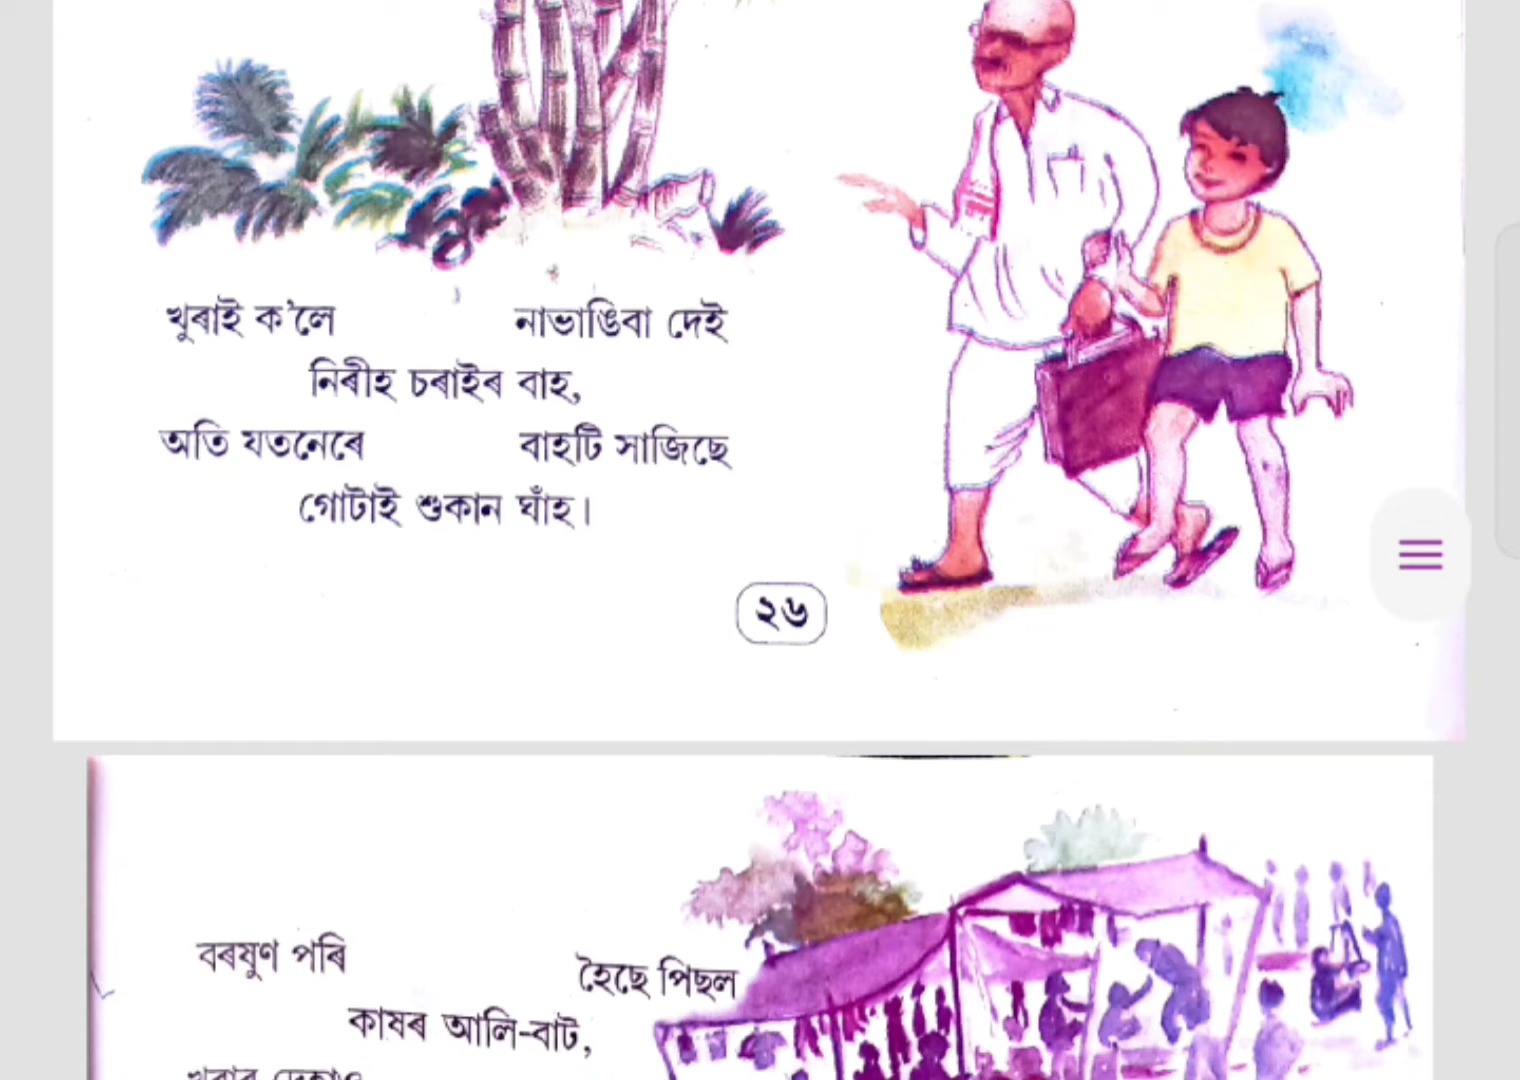 খুৰাই ক'লে নাভাঙিবা দেই
নিৰীহ চৰাইৰ বাহ,
অতি যতনেৰে বাহটি সাজিছে
গোটাই শুকান ঘাঁহ।
২৬
বৰষুণ পৰি হৈছে পিছল
কাষৰ আলি-বাট,